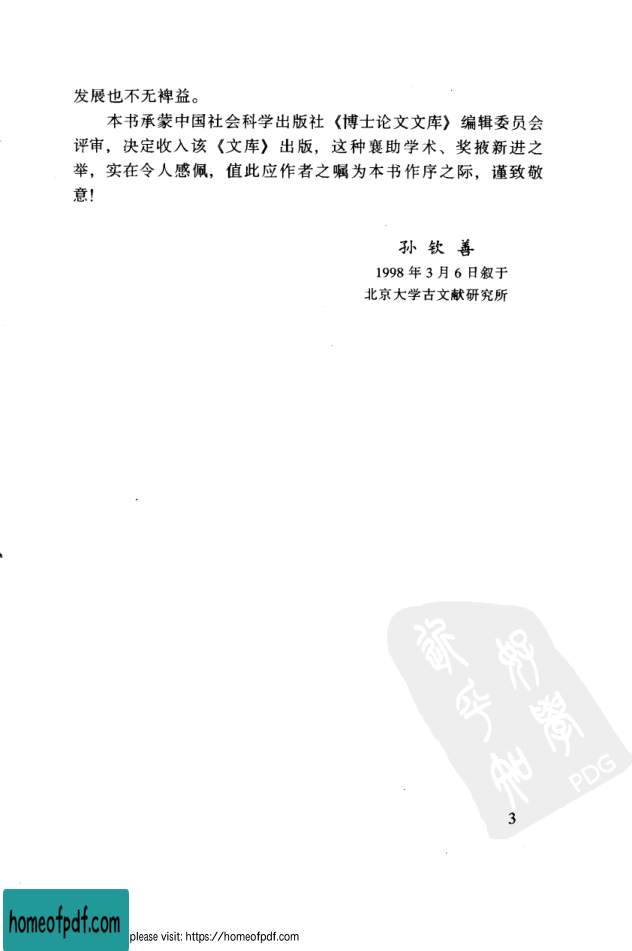 发展也不无裨益。
本书承蒙中国社会科学出版社《博士论文文库》编辑委员会
评审，决定收入该《文库》出版，这种襄助学术、奖掖新进之
举，实在令人感佩，值此应作者之嘱为本书作序之际，谨致敬
意！
孙钦善
1998年3月6日叙于
北京大学古文献研究所
好學
近乎知
PDG
3
homeofpdf.com
please visit: https://homeofpdf.com